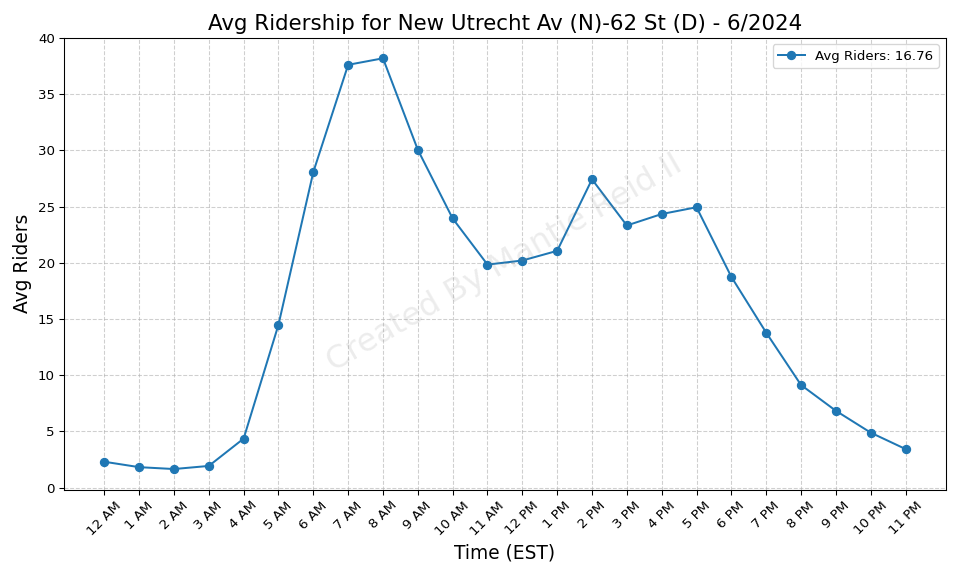 Avg Ridership for New Utrecht Av (N)-62 St (D) - 6/2024
Avg Riders: 16.76
40
35
30
25
20
15
10
5
0
Avg Riders
Created By Mantie Reid II
12 AM
1 AM
2 AM
3 AM
4 AM
5 AM
6 AM
7 AM
8 AM
9 AM
10 AM
11 AM
12 PM
1 PM
2 PM
3 PM
4 PM
5 PM
6 PM
7 PM
8 PM
9 PM
10 PM
11 PM
Time (EST)